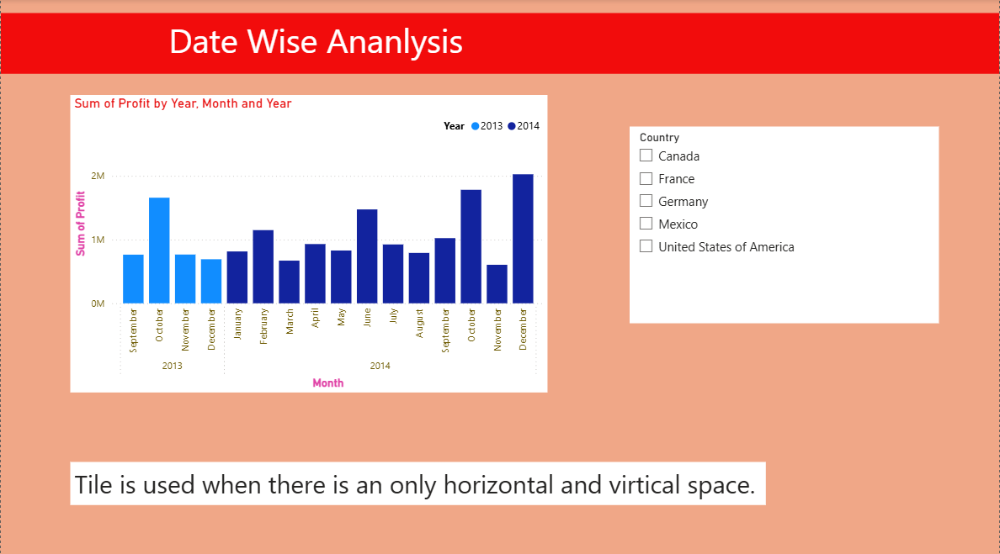 Date Wise Ananlysis
Sum of Profit by Year, Month and Year
Year 2013 2014
2M
1M
0M
Sum of Profit
September October November December January February March April May June July August September October November December
2013 2014
Month
Country
Canada
France
Germany
Mexico
United States of America
Tile is used when there is an only horizontal and virtical space.